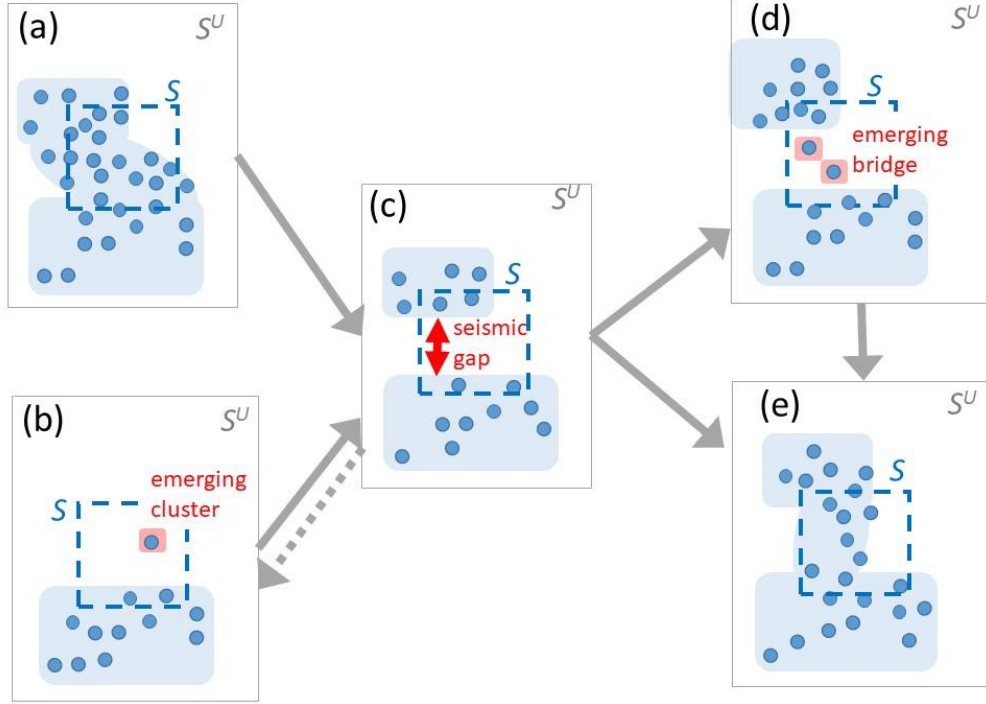 (a)
S^U
S
(b)
S^U
emerging
cluster
S
(c)
S^U
S
seismic
gap
(d)
S^U
S
emerging
bridge
(e)
S^U
S